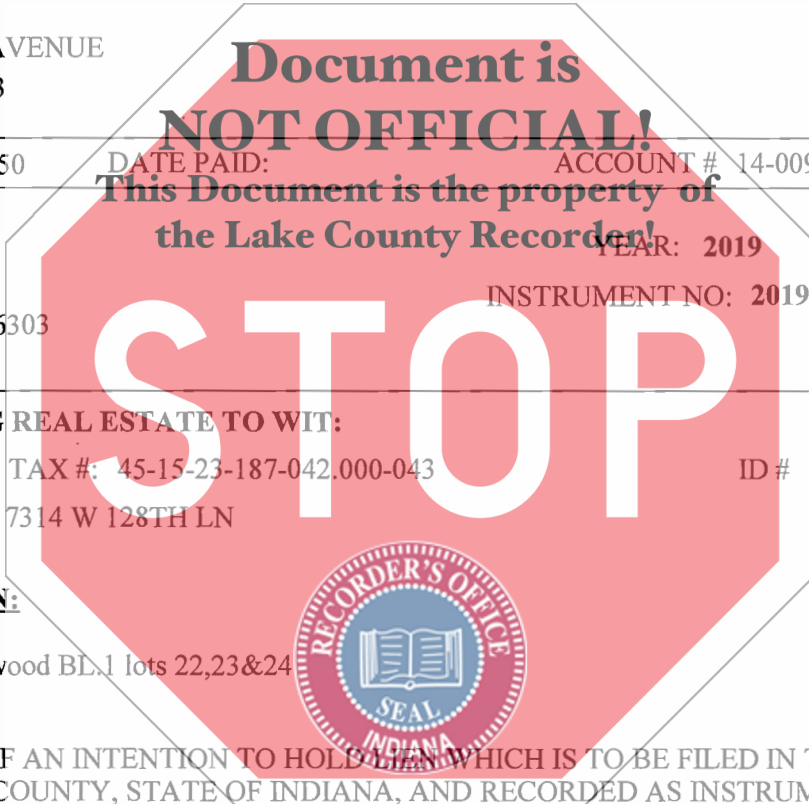 AVENUE
Document is
NOT OFFICIAL!
50 DATE PAID: ACCOUNT # 14-009
This Document is the property of
the Lake County Recorder!
YEAR: 2019
INSTRUMENT NO: 2019
6303
STOP
REAL ESTATE TO WIT:
TAX #: 45-15-23-187-042.000-043 ID #
7314 W 128TH LN
N:
wood BL.1 lots 22,23&24
RECORDER'S OFFICE
SEAL
INDIANA
F AN INTENTION TO HOLD LIEN WHICH IS TO BE FILED IN
COUNTY, STATE OF INDIANA, AND RECORDED AS INSTRUM